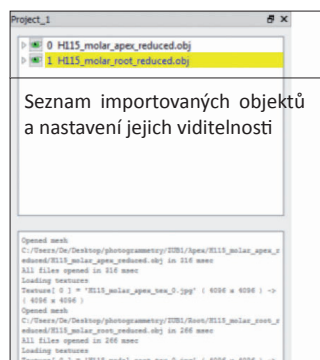 Project_1
0 H115_molar_apex_reduced.obj
1 H115_molar_root_reduced.obj
Seznam importovaných objektů
a nastavení jejich viditelnosti
Opened mesh
C:/Users/De/Desktop/photogrammetry/ZUB1/Apex/H115_molar_apex_r
educed/H115_molar_apex_reduced.obj in 316 msec
All files opened in 316 msec
Loading textures
Texture[ 0 ] = "H115_molar_apex_tex_0.jpg" ( 4096 x 4096 ) ->
( 4096 x 4096 )
Opened mesh
C:/Users/De/Desktop/photogrammetry/ZUB1/Root/H115_molar_root_r
educed/H115_molar_root_reduced.obj in 266 msec
All files opened in 266 msec
Loading textures